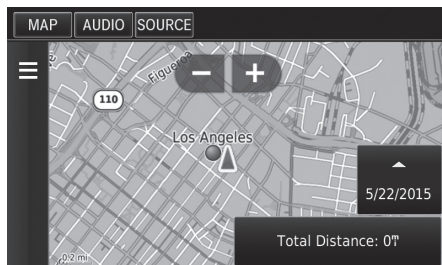 MAP AUDIO SOURCE
Figueroa
110
Los Angeles
5/22/2015
Total Distance: 0
0.2 mi